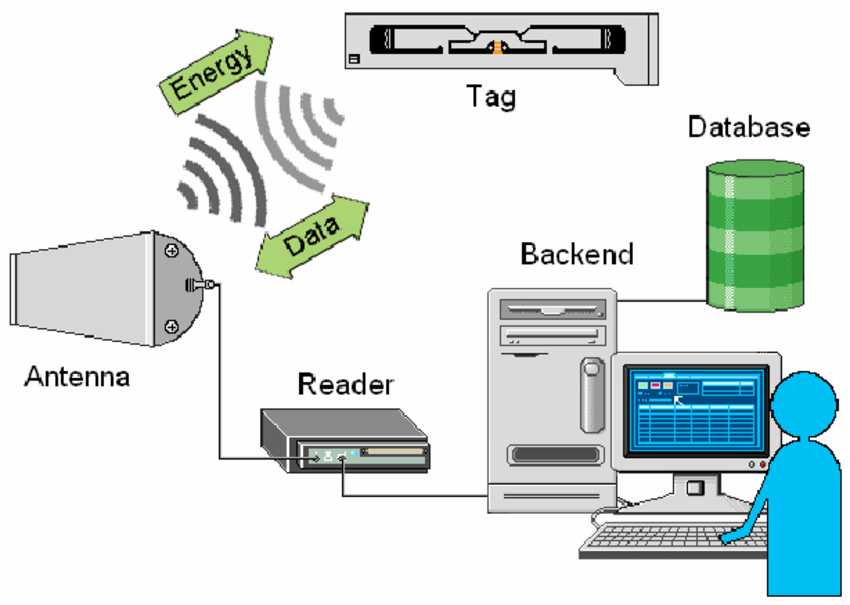 Energy
Tag
Database
Data
Backend
Antenna
Reader